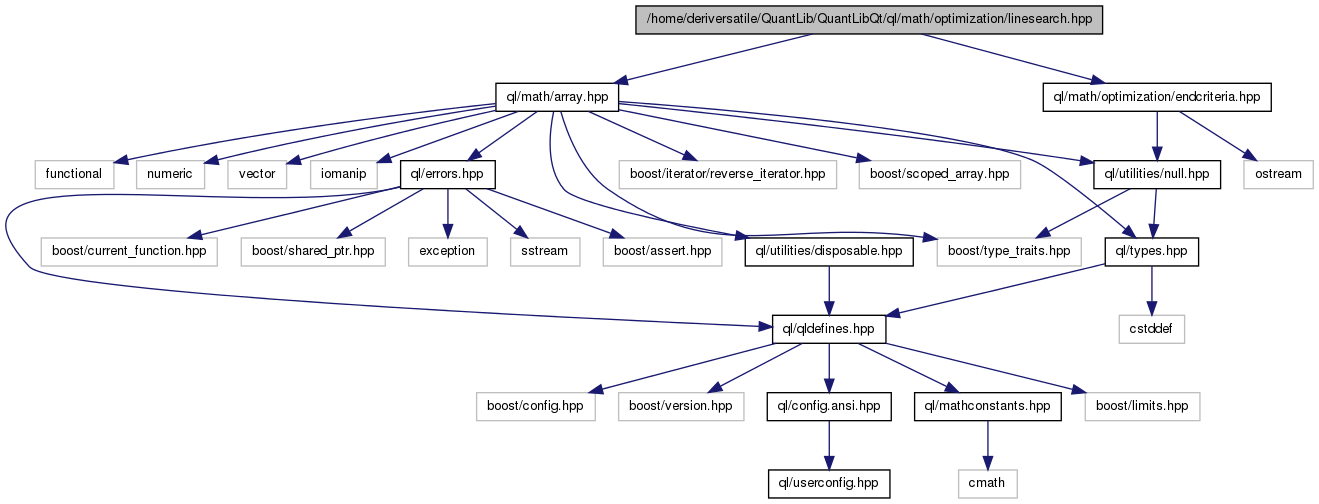 /home/deriversatile/QuantLib/QuantLibQt/ql/math/optimization/linesearch.hpp
ql/math/array.hpp
ql/math/optimization/endcriteria.hpp
functional
numeric
vector
iomanip
ql/errors.hpp
boost/iterator/reverse_iterator.hpp
boost/scoped_array.hpp
ql/utilities/null.hpp
ostream
boost/current_function.hpp
boost/shared_ptr.hpp
exception
sstream
boost/assert.hpp
ql/utilities/disposable.hpp
boost/type_traits.hpp
ql/types.hpp
ql/qldefines.hpp
cstddef
boost/config.hpp
boost/version.hpp
ql/config.ansi.hpp
ql/mathconstants.hpp
boost/limits.hpp
ql/userconfig.hpp
cmath